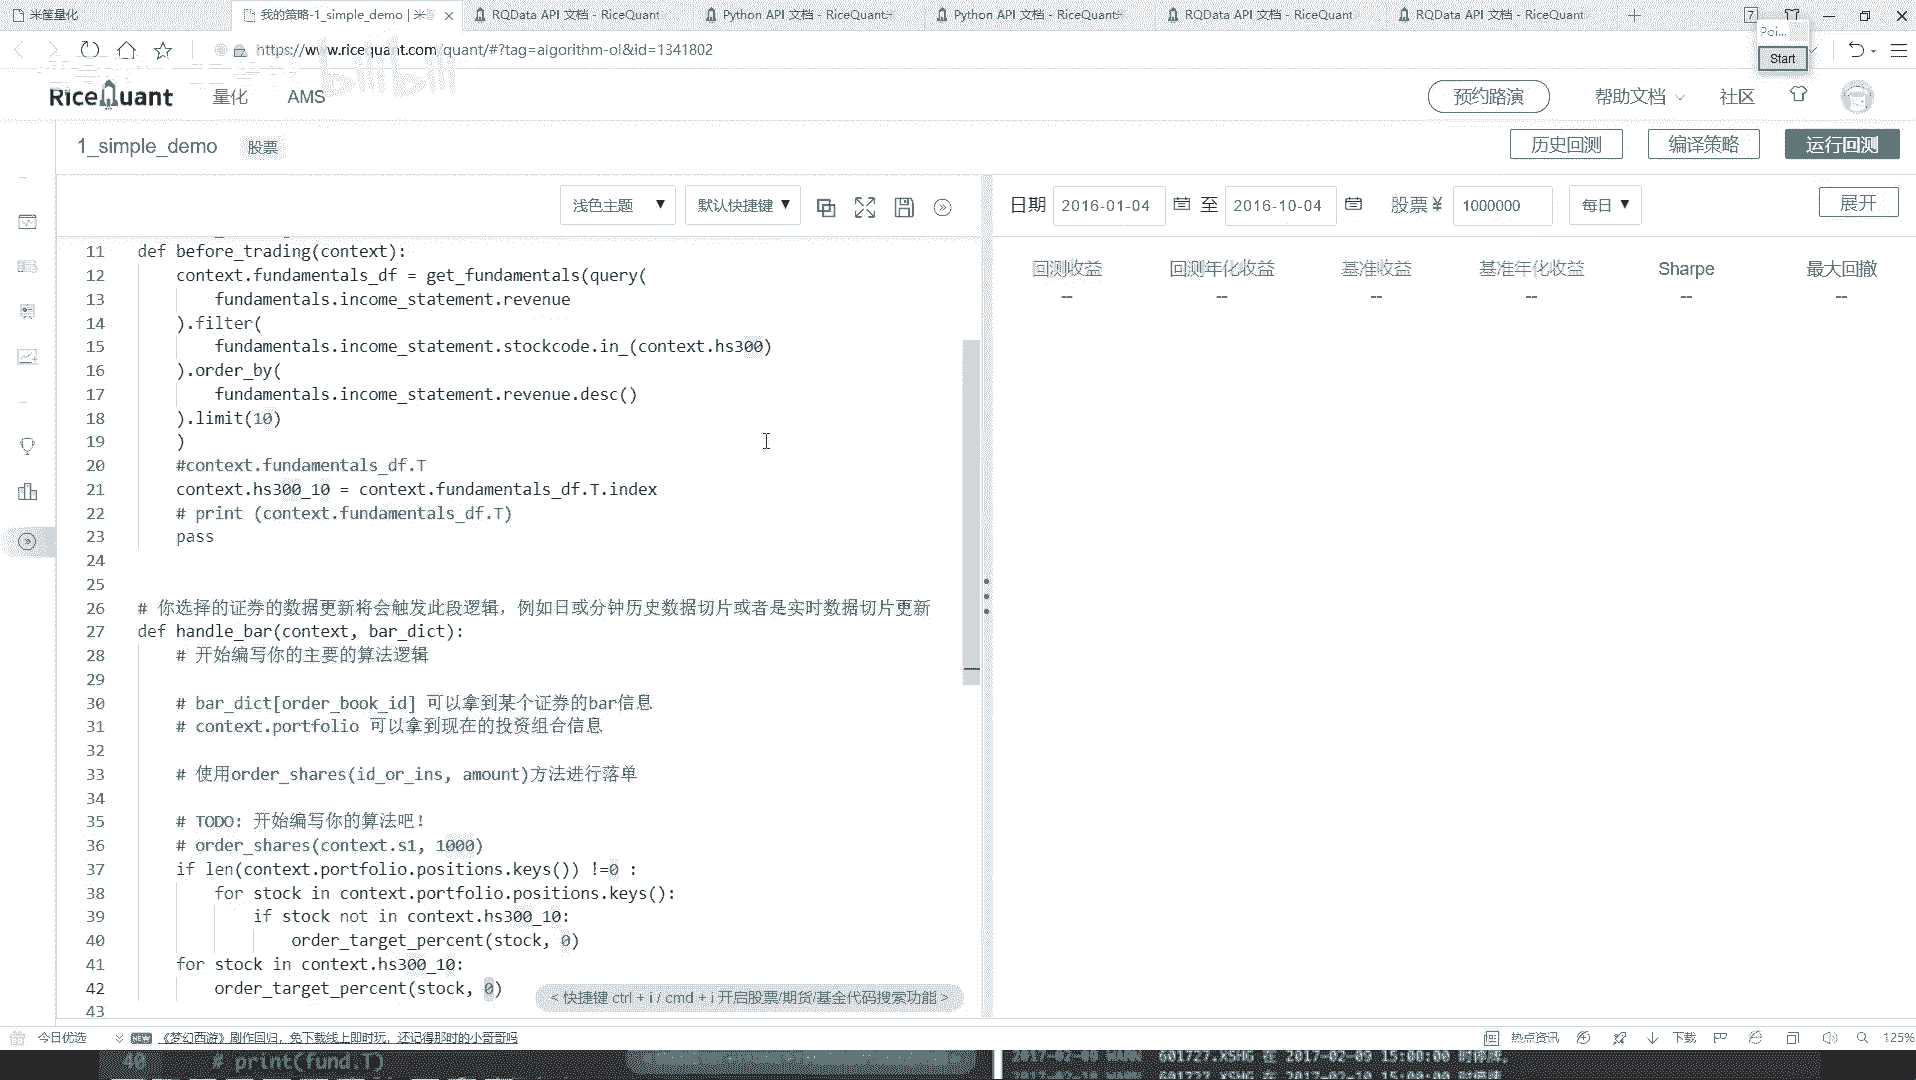 米筐量化
我的策略-1_simple_demo | 米筐
RQData API 文档 - RiceQuant
Python API 文档 - RiceQuant
Python API 文档 - RiceQuant
RQData API 文档 - RiceQuant
RQData API 文档 - RiceQuant
7
Poi...
Start
https://www.ricequant.com/quant/#?tag=algorithm-ol&id=1341802
bilibili
RiceQuant
量化
AMS
预约路演
帮助文档
社区
1_simple_demo
股票
历史回测
编译策略
运行回测
浅色主题
默认快捷键
日期
2016-01-04
至
2016-10-04
股票 ¥
1000000
每日
展开
回测收益
回测年化收益
基准收益
基准年化收益
Sharpe
最大回撤
--
--
--
--
--
--
11 def before_trading(context):
12 context.fundamentals_df = get_fundamentals(query(
13 fundamentals.income_statement.revenue
14 ).filter(
15 fundamentals.income_statement.stockcode.in_(context.hs300)
16 ).order_by(
17 fundamentals.income_statement.revenue.desc()
18 ).limit(10)
19 )
20 #context.fundamentals_df.T
21 context.hs300_10 = context.fundamentals_df.T.index
22 # print (context.fundamentals_df.T)
23 pass
24
25
26 # 你选择的证券的数据更新将会触发此段逻辑，例如日或分钟历史数据切片或者是实时数据切片更新
27 def handle_bar(context, bar_dict):
28 # 开始编写你的主要的算法逻辑
29
30 # bar_dict[order_book_id] 可以拿到某个证券的bar信息
31 # context.portfolio 可以拿到现在的投资组合信息
32
33 # 使用order_shares(id_or_ins, amount)方法进行落单
34
35 # TODO: 开始编写你的算法吧！
36 # order_shares(context.s1, 1000)
37 if len(context.portfolio.positions.keys()) !=0 :
38 for stock in context.portfolio.positions.keys():
39 if stock not in context.hs300_10:
40 order_target_percent(stock, 0)
41 for stock in context.hs300_10:
42 order_target_percent(stock, 0)
43
< 快捷键 ctrl + i / cmd + i 开启股票/期货/基金代码搜索功能 >
今日优选
NEW
《梦幻西游》剧作回归，免下载线上即时玩，还记得那时的小哥哥吗
热点资讯
下载
125%
40 # print(fund.T)
601727.XSHG 在 2017-02-09 15:00:00 时停牌。
601727.XSHG 在 2017-02-10 15:00:00 时停牌。